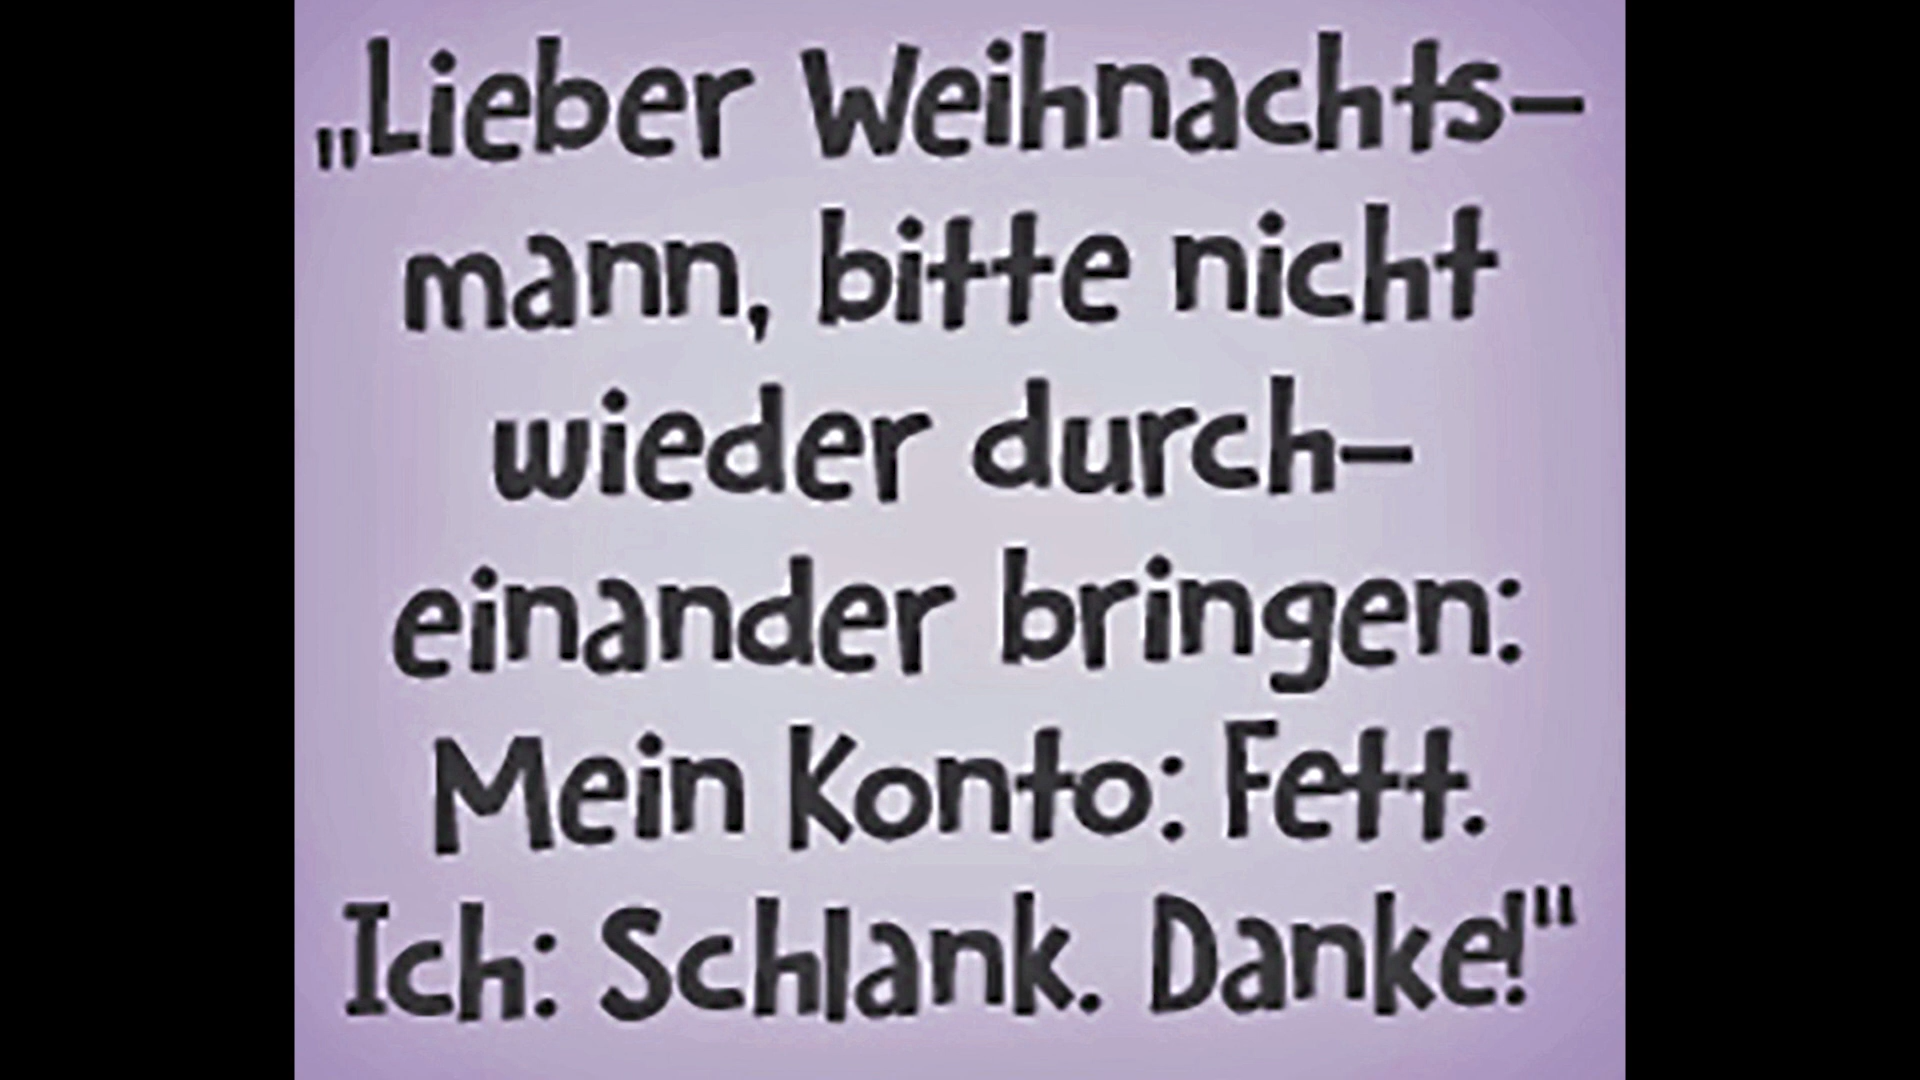 „Lieber Weihnachts-
mann, bitte nicht
wieder durch-
einander bringen:
Mein Konto: Fett.
Ich: Schlank. Danke!"